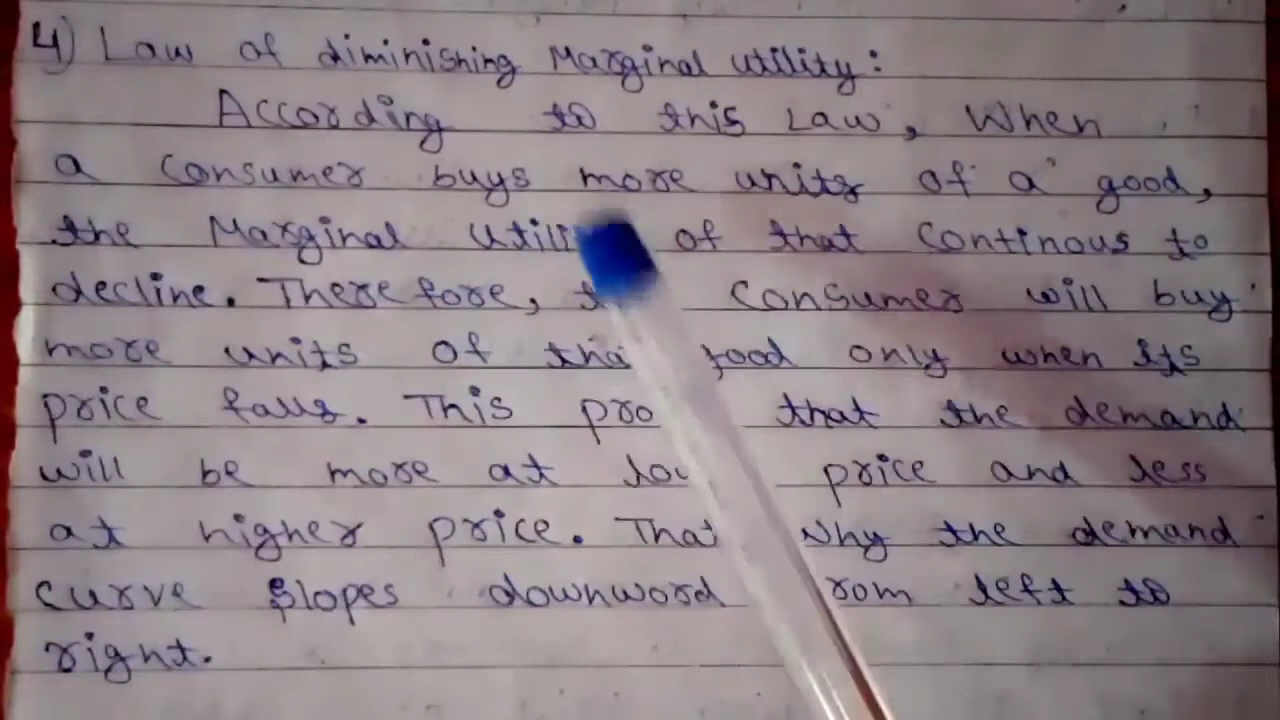 4) Law of diminishing Marginal utility:
According to this Law, When
a consumer buys more units of a good,
the Marginal of that continous to
decline. Therefore, consumer will buy
more units of only when its
price falls. This that the demand
will be more at price and less
at higher price. why the demand
curve slopes downword left to
right.